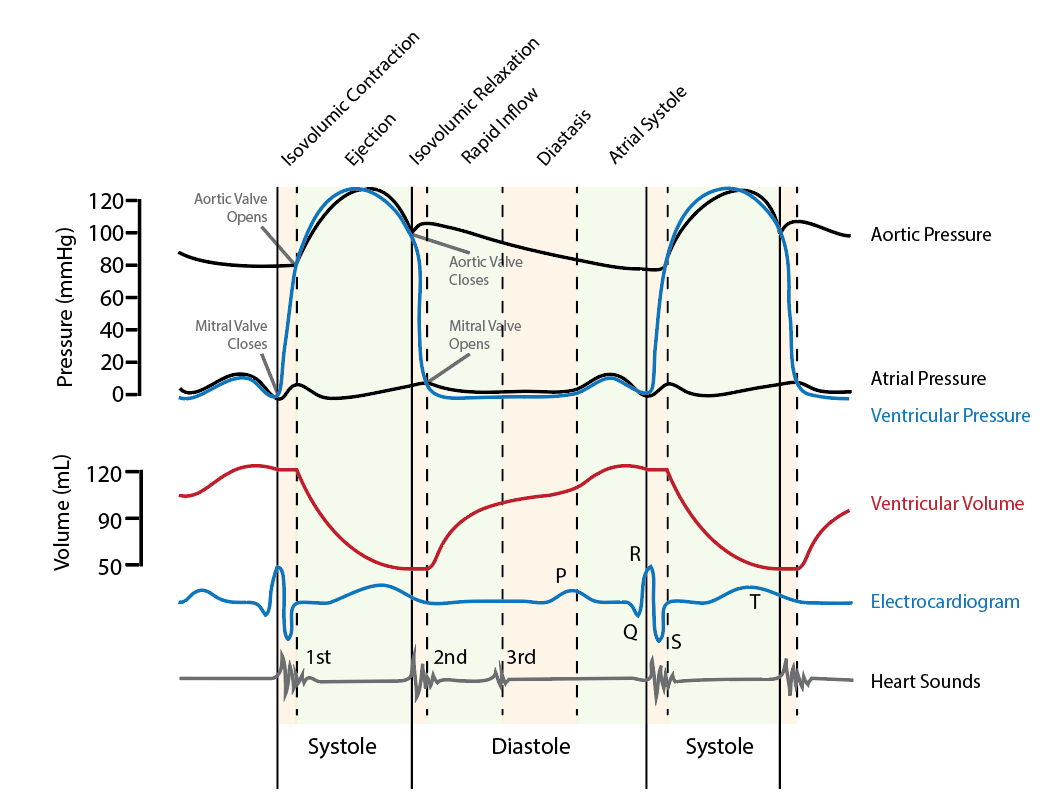 Isovolumic Contraction
Ejection
Isovolumic Relaxation
Rapid Inflow
Diastasis
Atrial Systole
Pressure (mmHg)
120
100
80
60
40
20
0
Aortic Valve
Opens
Aortic Valve
Closes
Mitral Valve
Closes
Mitral Valve
Opens
Aortic Pressure
Atrial Pressure
Ventricular Pressure
Volume (mL)
120
90
50
Ventricular Volume
R
P
Q
S
T
Electrocardiogram
1st
2nd
3rd
Heart Sounds
Systole
Diastole
Systole